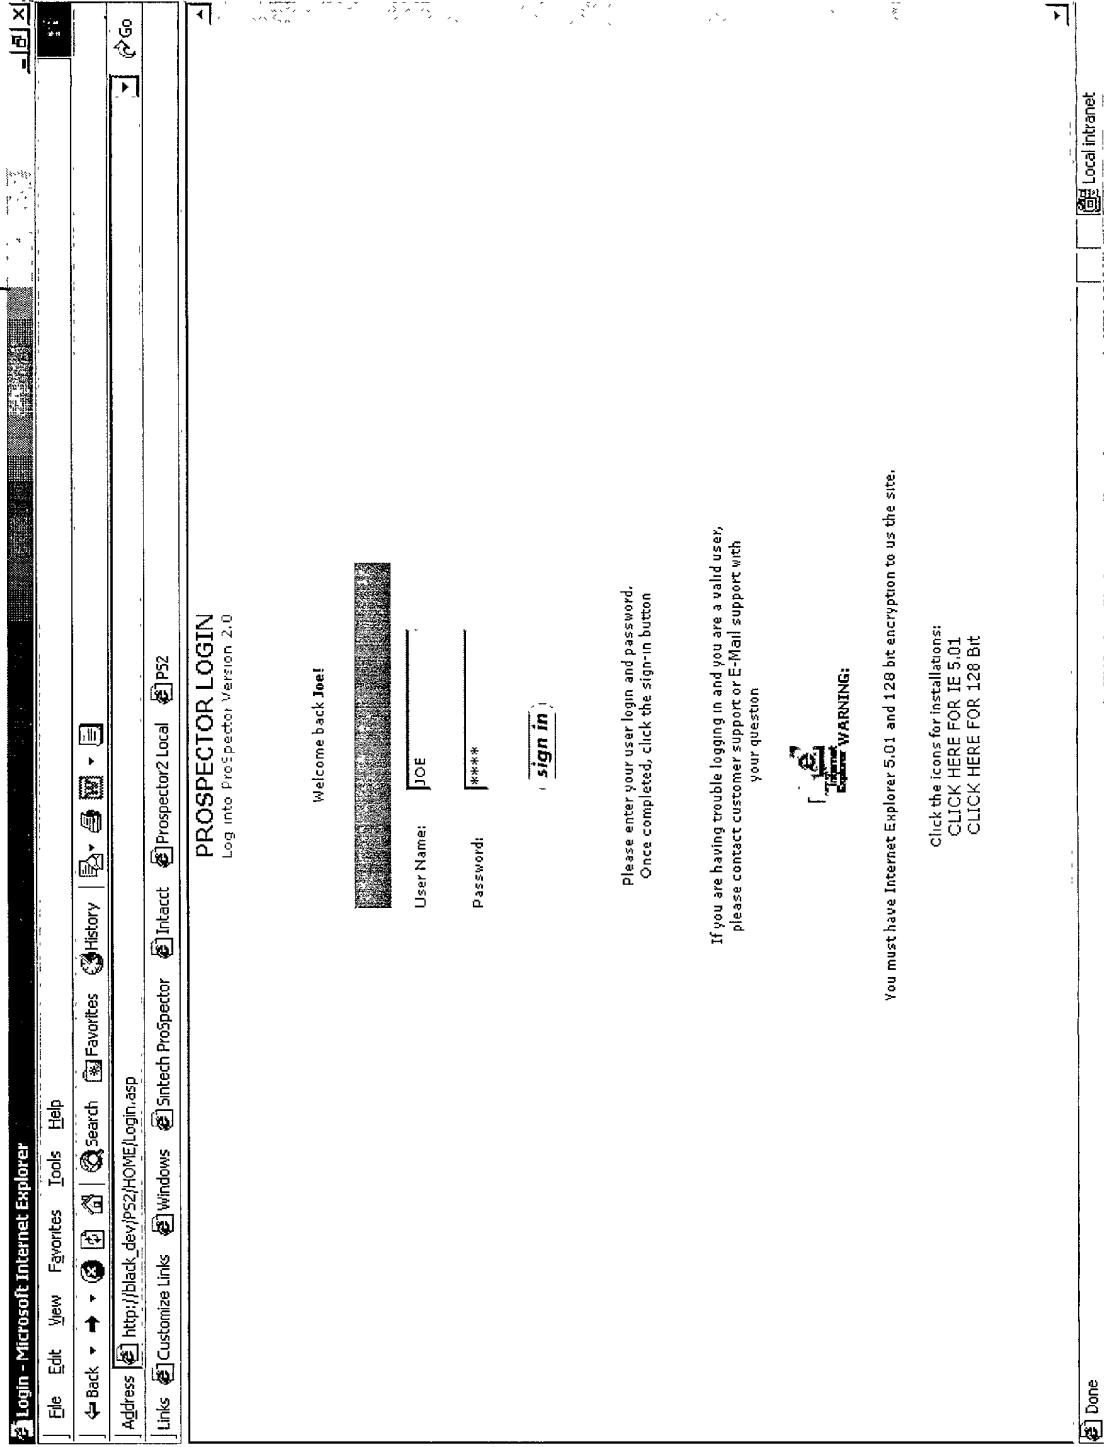 Login - Microsoft Internet Explorer
File Edit View Favorites Tools Help
Back Search Favorites History
Address http://black_dev/PS2/HOME/Login.asp Go
Links Customize Links Windows Sintech ProSpector Intacct Prospector2 Local PS2
PROSPECTOR LOGIN
Log into ProSpector Version 2.0
Welcome back Joe!
User Name: JOE
Password: ****
sign in
Please enter your user login and password.
Once completed, click the sign-in button
If you are having trouble logging in and you are a valid user,
please contact customer support or E-Mail support with
your question
Internet
Explorer WARNING:
You must have Internet Explorer 5.01 and 128 bit encryption to us the site.
Click the icons for installations:
CLICK HERE FOR IE 5.01
CLICK HERE FOR 128 Bit
Done Local intranet